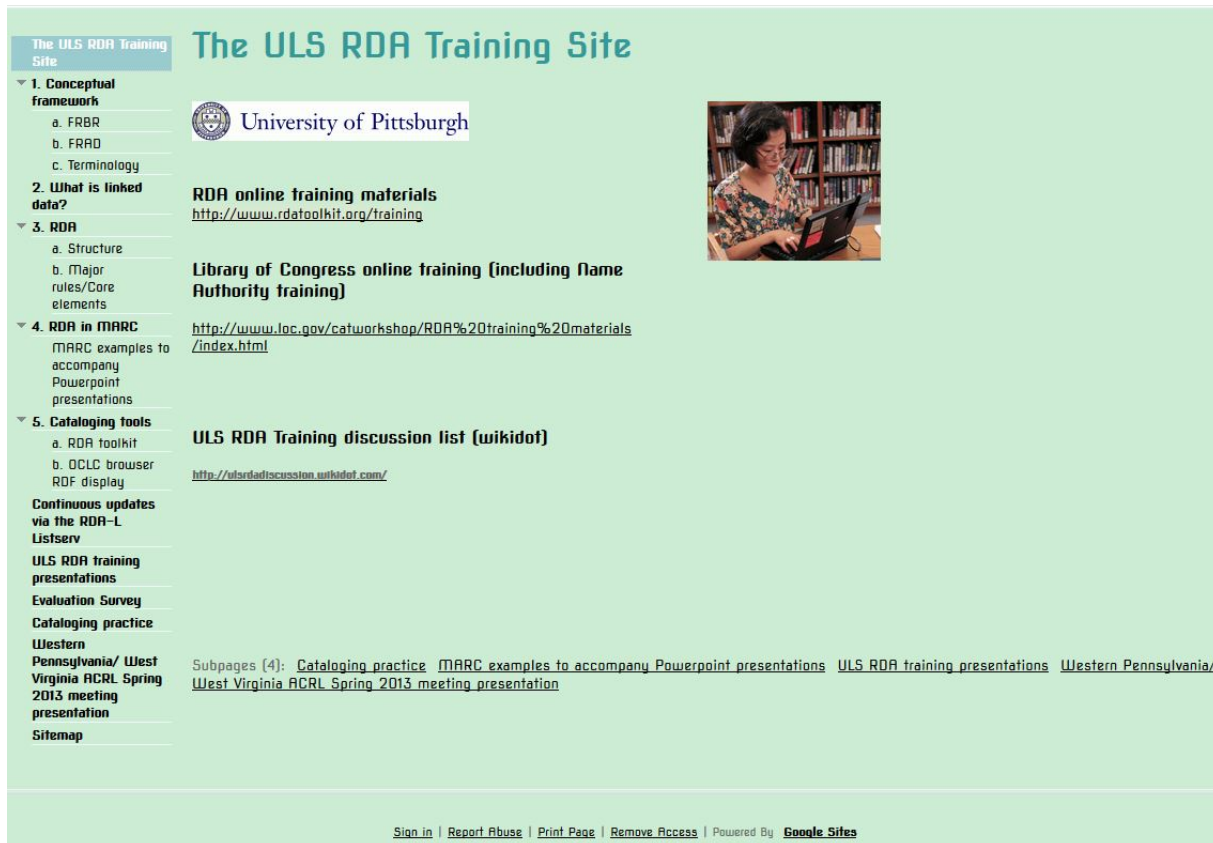 The ULS RDA Training
Site
1. Conceptual
framework
a. FRBR
b. FRAD
c. Terminology
2. What is linked
data?
3. RDA
a. Structure
b. Major
rules/Core
elements
4. RDA in MARC
MARC examples to
accompany
Powerpoint
presentations
5. Cataloging tools
a. RDA toolkit
b. OCLC browser
RDF display
Continuous updates
via the RDA-L
Listserv
ULS RDA training
presentations
Evaluation Survey
Cataloging practice
Western
Pennsylvania/ West
Virginia ACRL Spring
2013 meeting
presentation
Sitemap
The ULS RDA Training Site
University of Pittsburgh
RDA online training materials
http://www.rdatoolkit.org/training
Library of Congress online training (including Name
Authority training)
http://www.loc.gov/catworkshop/RDA%20training%20materials
/index.html
ULS RDA Training discussion list (wikidot)
http://ulsrdadiscussion.wikidot.com/
Subpages (4): Cataloging practice MARC examples to accompany Powerpoint presentations ULS RDA training presentations Western Pennsylvania/
West Virginia ACRL Spring 2013 meeting presentation
Sign in | Report Abuse | Print Page | Remove Access | Powered By Google Sites